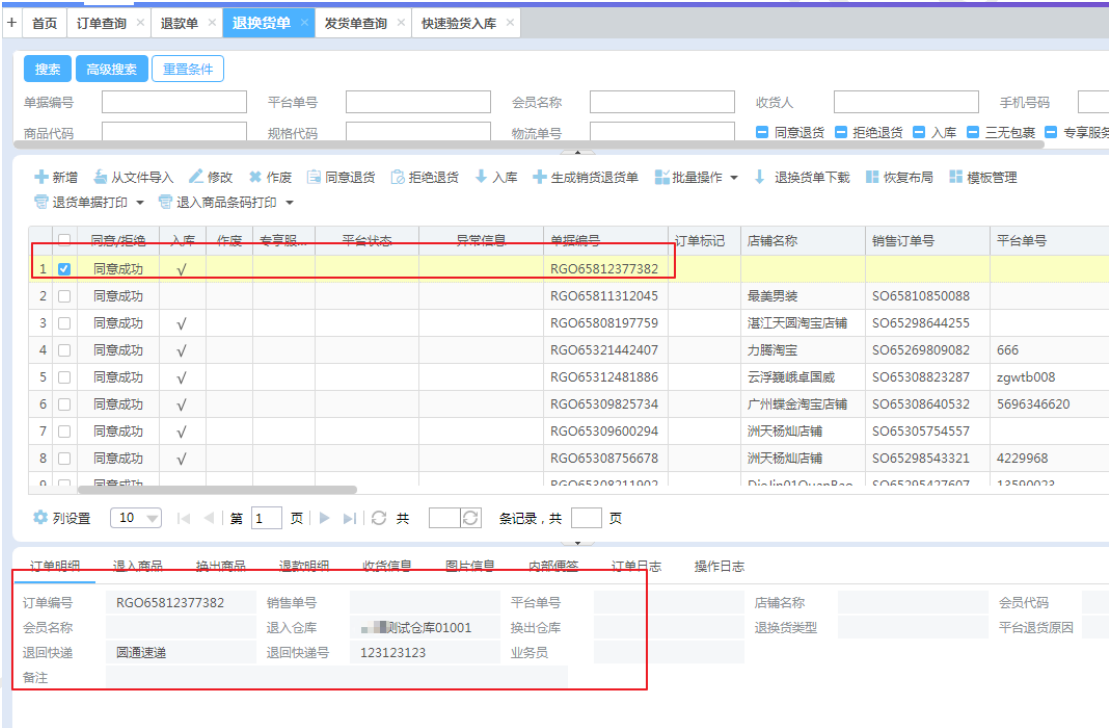 + 首页 订单查询 × 退款单 × 退换货单 × 发货单查询 × 快速验货入库 ×
搜索 高级搜索 重置条件
单据编号 平台单号 会员名称 收货人 手机号码
商品代码 规格代码 物流单号 同意退货 拒绝退货 入库 三无包裹 专享服务
新增 从文件导入 修改 作废 同意退货 拒绝退货 入库 生成销货退货单 批量操作 退换货单下载 恢复布局 模板管理
退货单据打印 退入商品条码打印
同意/拒绝 入库 作废 专享服... 平台状态 异常信息 单据编号 订单标记 店铺名称 销售订单号 平台单号
1 同意成功 √ RGO65812377382
2 同意成功 RGO65811312045 最美男装 SO65810850088
3 同意成功 √ RGO65808197759 湛江天圆淘宝店铺 SO65298644255
4 同意成功 √ RGO65321442407 力腾淘宝 SO65269809082 666
5 同意成功 √ RGO65312481886 云浮巍峨卓国威 SO65308823287 zgwtb008
6 同意成功 √ RGO65309825734 广州蝶金淘宝店铺 SO65308640532 5696346620
7 同意成功 √ RGO65309600294 洲天杨灿店铺 SO65305754557
8 同意成功 √ RGO65308756678 洲天杨灿店铺 SO65298543321 4229968
9 同意成功 RGO65308211902 SO65295427607 13590023
列设置 10 第 1 页 共 条记录，共 页
订单明细 退入商品 换出商品 退款明细 收货信息 图片信息 内部便签 订单日志 操作日志
订单编号 RGO65812377382 销售单号 平台单号 店铺名称 会员代码
会员名称 退入仓库 测试仓库01001 换出仓库 退换货类型 平台退货原因
退回快递 圆通速递 退回快递号 123123123 业务员
备注